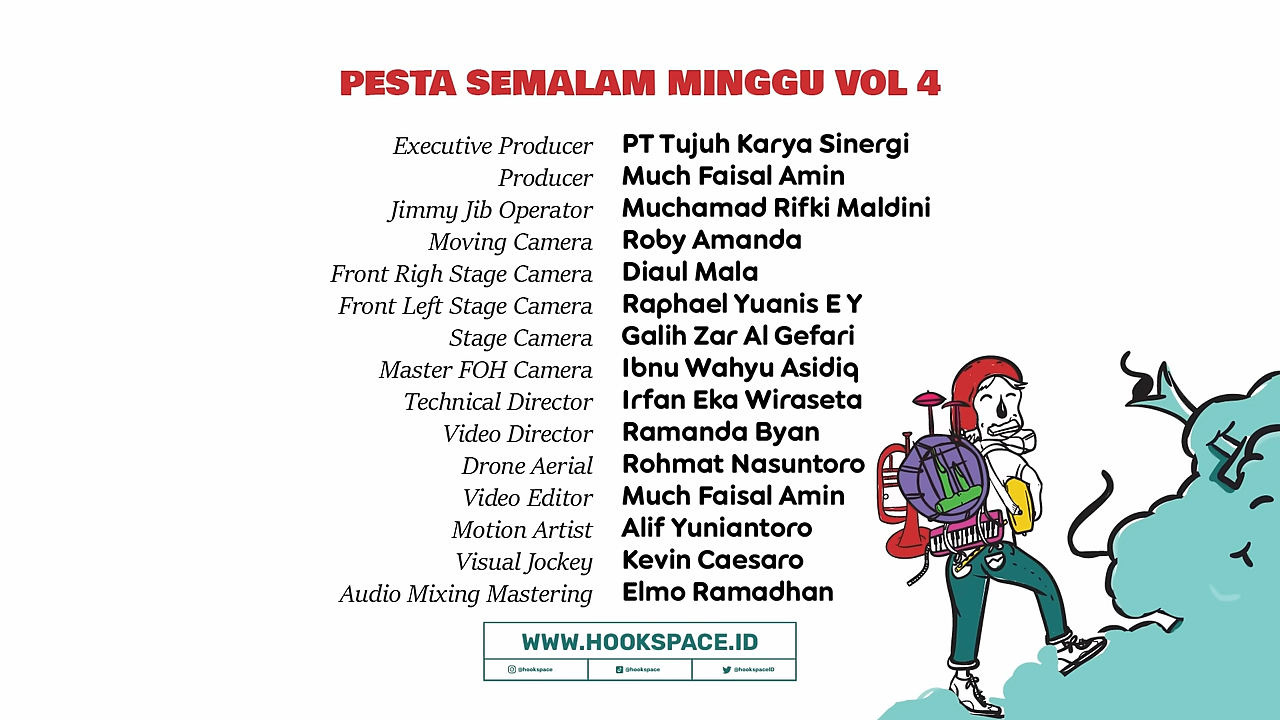 PESTA SEMALAM MINGGU VOL 4
Executive Producer PT Tujuh Karya Sinergi
Producer Much Faisal Amin
Jimmy Jib Operator Muchamad Rifki Maldini
Moving Camera Roby Amanda
Front Righ Stage Camera Diaul Mala
Front Left Stage Camera Raphael Yuanis E Y
Stage Camera Galih Zar Al Gefari
Master FOH Camera Ibnu Wahyu Asidiq
Technical Director Irfan Eka Wiraseta
Video Director Ramanda Byan
Drone Aerial Rohmat Nasuntoro
Video Editor Much Faisal Amin
Motion Artist Alif Yuniantoro
Visual Jockey Kevin Caesaro
Audio Mixing Mastering Elmo Ramadhan
WWW.HOOKSPACE.ID
@hookspace @hookspace @hookspaceID